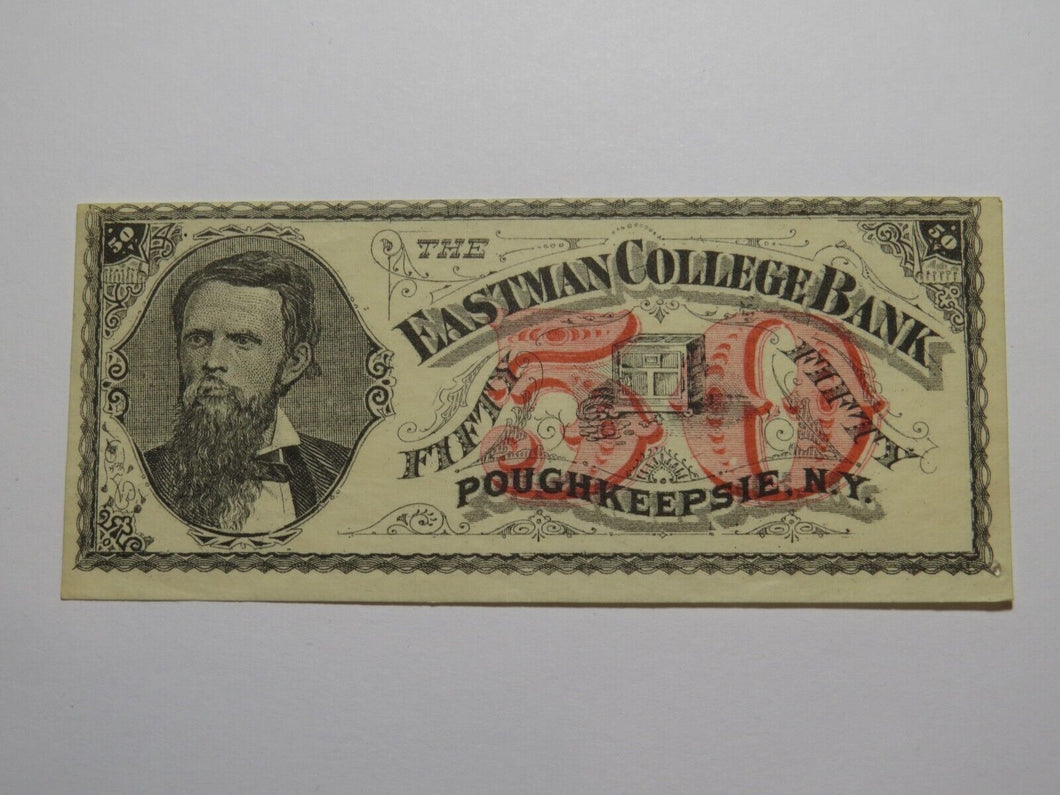 50
50
THE
EASTMAN COLLEGE BANK
FIFTY
50
FIFTY
POUGHKEEPSIE, N.Y.